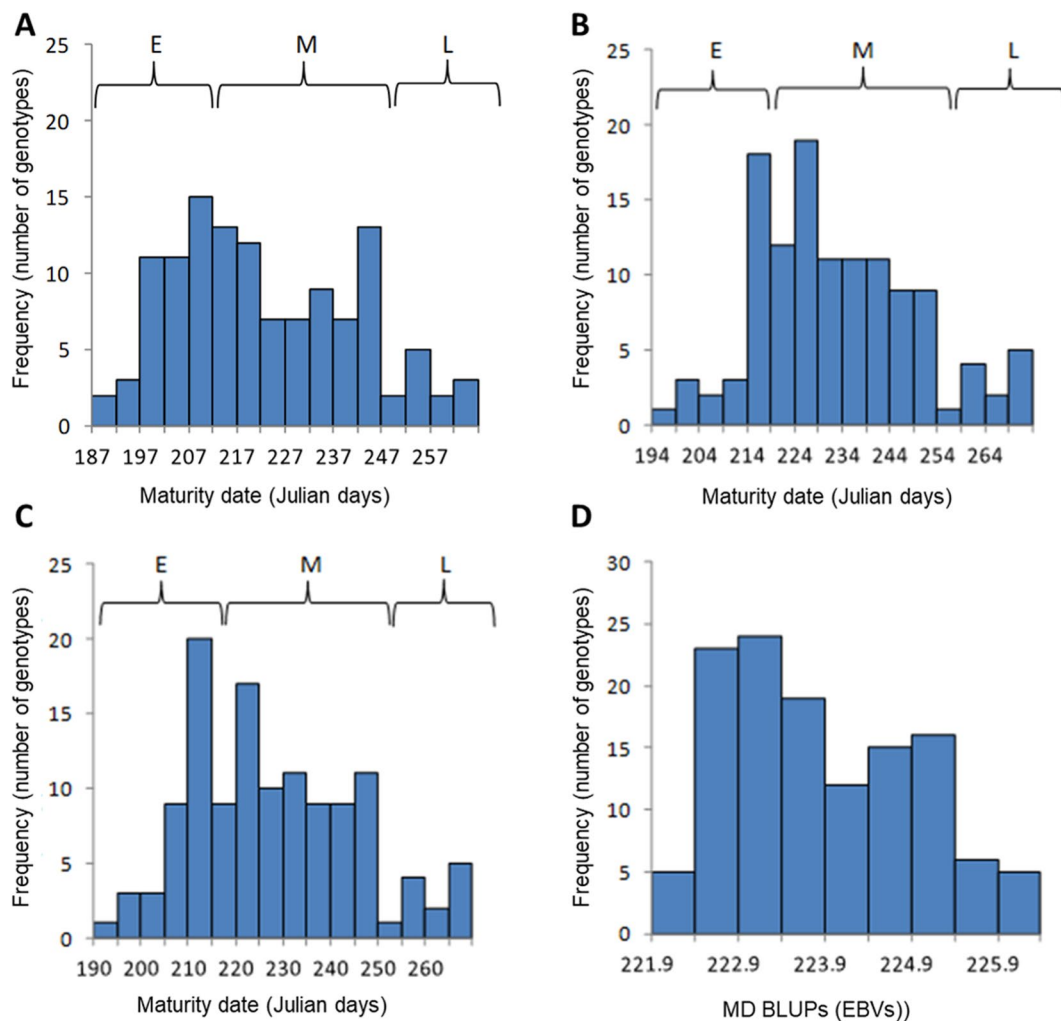 A
E M L
25
20
15
10
5
0
Frequency (number of genotypes)
187 197 207 217 227 237 247 257
Maturity date (Julian days)
B
E M L
25
20
15
10
5
0
Frequency (number of genotypes)
194 204 214 224 234 244 254 264
Maturity date (Julian days)
C
E M L
25
20
15
10
5
0
Frequency (number of genotypes)
190 200 210 220 230 240 250 260
Maturity date (Julian days)
D
30
25
20
15
10
5
0
Frequency (number of genotypes)
221.9 222.9 223.9 224.9 225.9
MD BLUPs (EBVs))